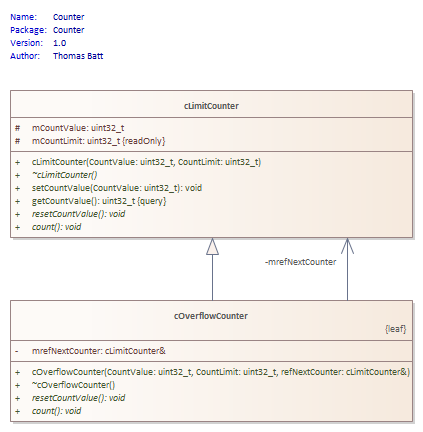 Name: Counter
Package: Counter
Version: 1.0
Author: Thomas Batt
cLimitCounter
# mCountValue: uint32_t
# mCountLimit: uint32_t {readOnly}
+ cLimitCounter(CountValue: uint32_t, CountLimit: uint32_t)
+ ~cLimitCounter()
+ setCountValue(CountValue: uint32_t): void
+ getCountValue(): uint32_t {query}
+ resetCountValue(): void
+ count(): void
-mrefNextCounter
cOverflowCounter
{leaf}
- mrefNextCounter: cLimitCounter&
+ cOverflowCounter(CountValue: uint32_t, CountLimit: uint32_t, refNextCounter: cLimitCounter&)
+ ~cOverflowCounter()
+ resetCountValue(): void
+ count(): void